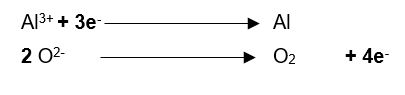 Al³⁺ + 3e⁻ ⟶ Al
2 O²⁻ ⟶ O₂ + 4e⁻